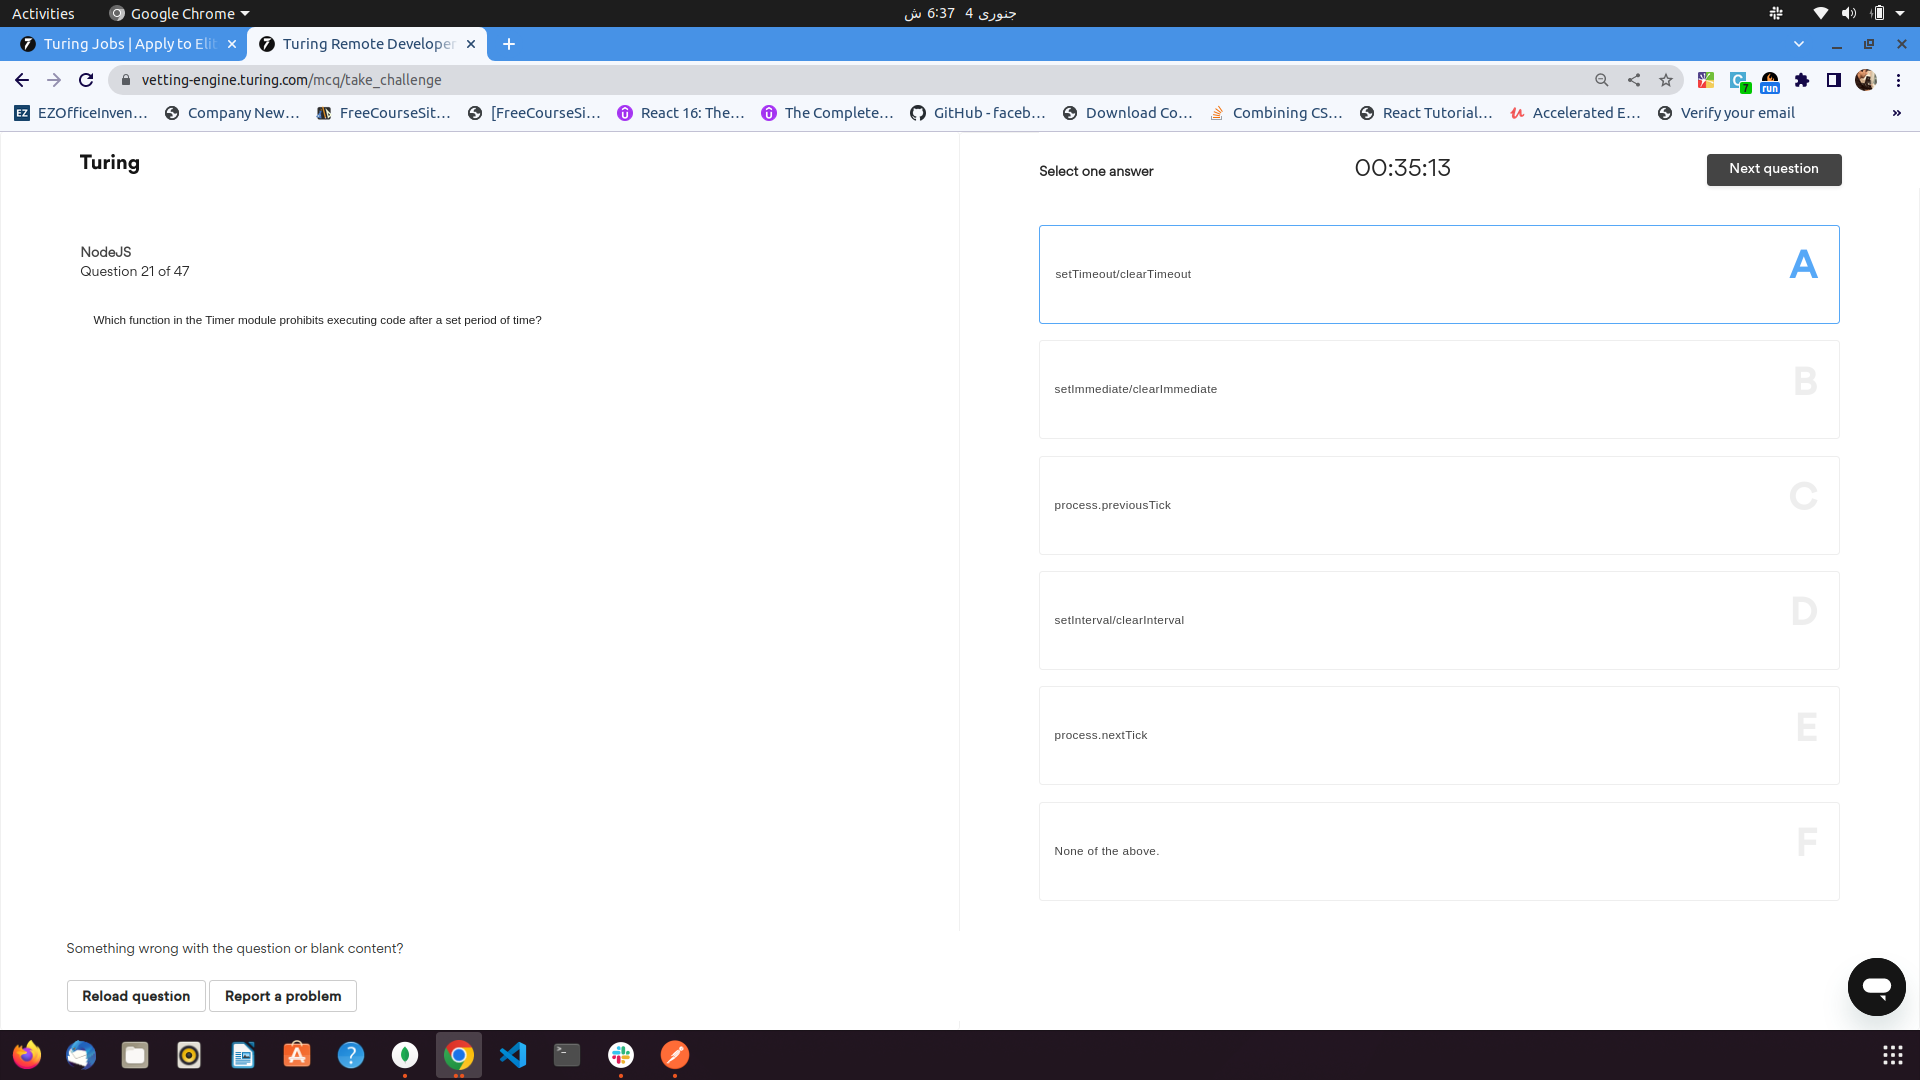 Activities
Google Chrome
جنوری 4  6:37 ش
Turing Jobs | Apply to Elit
Turing Remote Developer
vetting-engine.turing.com/mcq/take_challenge
7
run
EZ EZOfficeInven...
Company New...
FreeCourseSit...
[FreeCourseSi...
React 16: The...
The Complete...
GitHub - faceb...
Download Co...
Combining CS...
React Tutorial...
Accelerated E...
Verify your email
»
Turing
Select one answer
00:35:13
Next question
NodeJS
Question 21 of 47
Which function in the Timer module prohibits executing code after a set period of time?
A
setTimeout/clearTimeout
B
setImmediate/clearImmediate
C
process.previousTick
D
setInterval/clearInterval
E
process.nextTick
F
None of the above.
Something wrong with the question or blank content?
Reload question
Report a problem